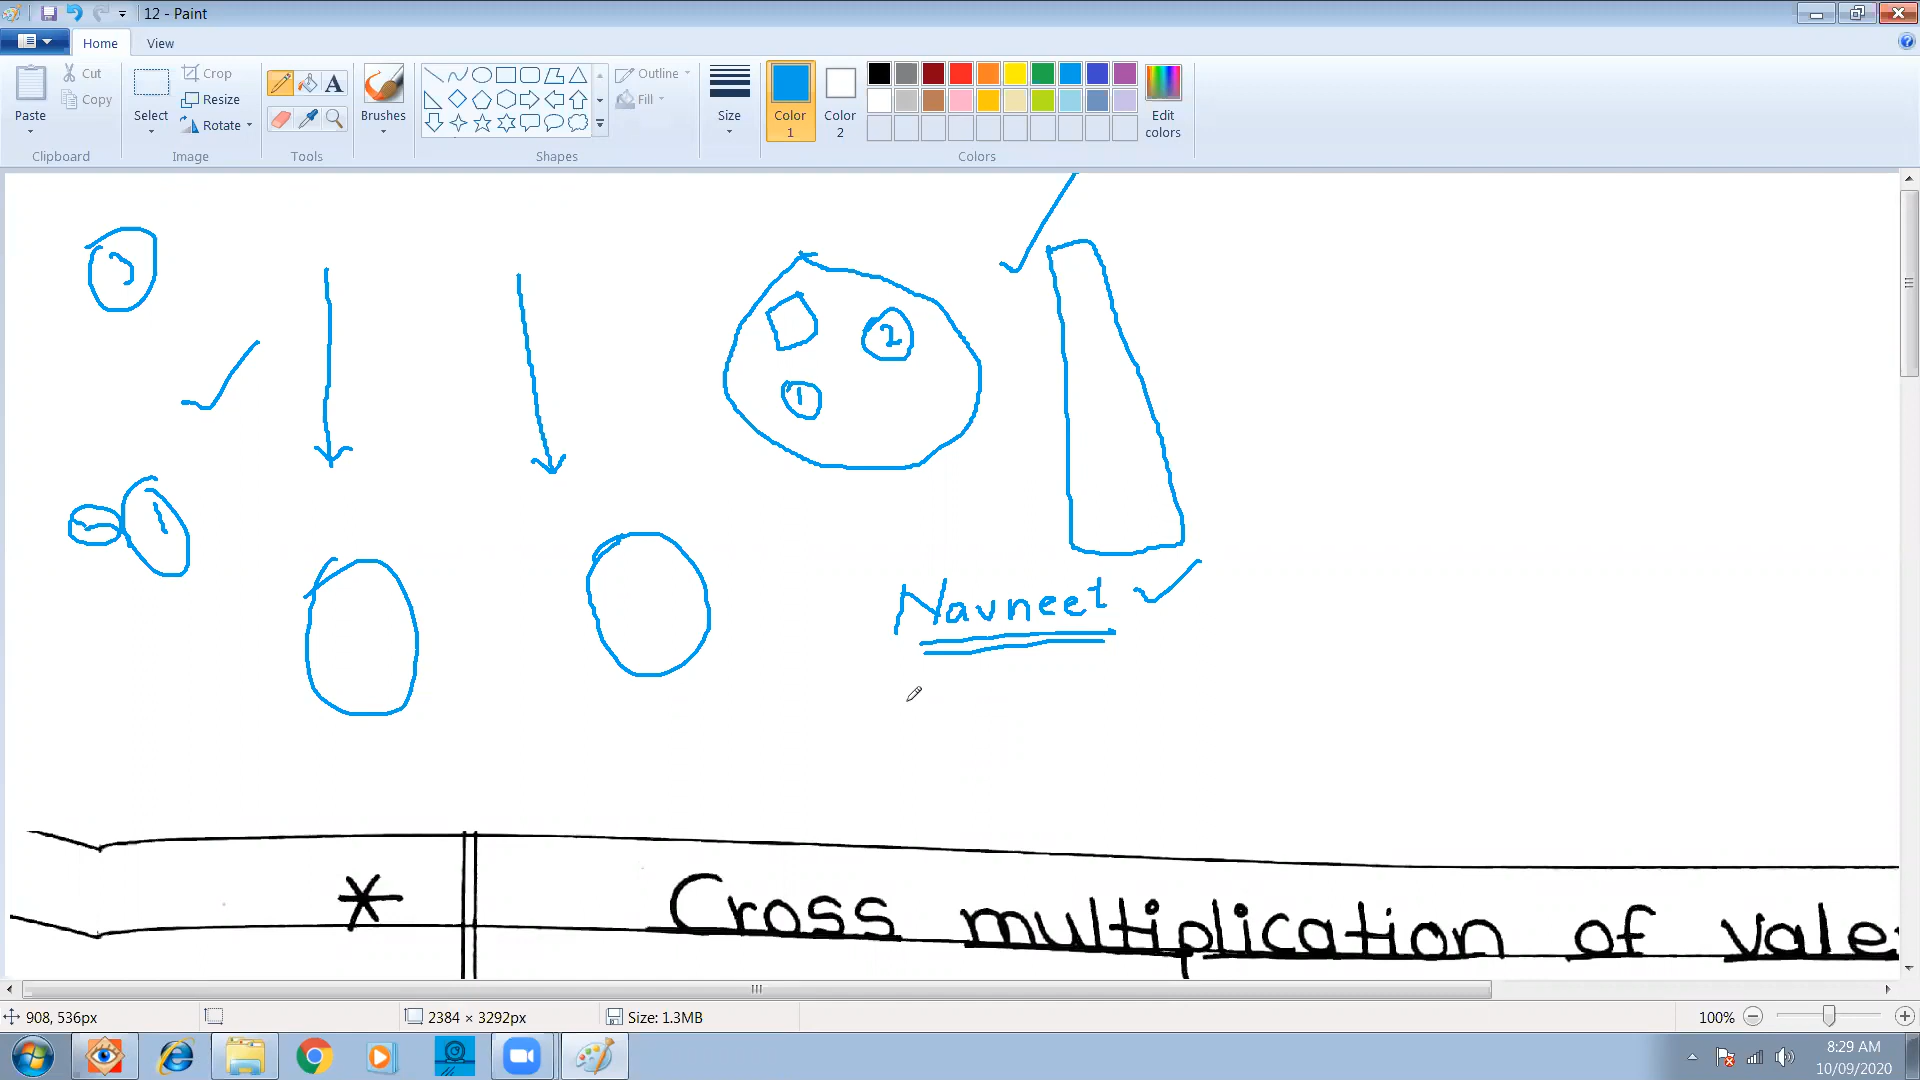 12 - Paint
Home View
Paste
Cut
Copy
Clipboard
Select
Crop
Resize
Rotate
Image
Tools
Brushes
Shapes
Outline
Fill
Size
Color 1
Color 2
Colors
Edit colors
2
1
1
Navneet
* Cross multiplication of vale
908, 536px
2384 × 3292px
Size: 1.3MB
100%
8:29 AM
10/09/2020